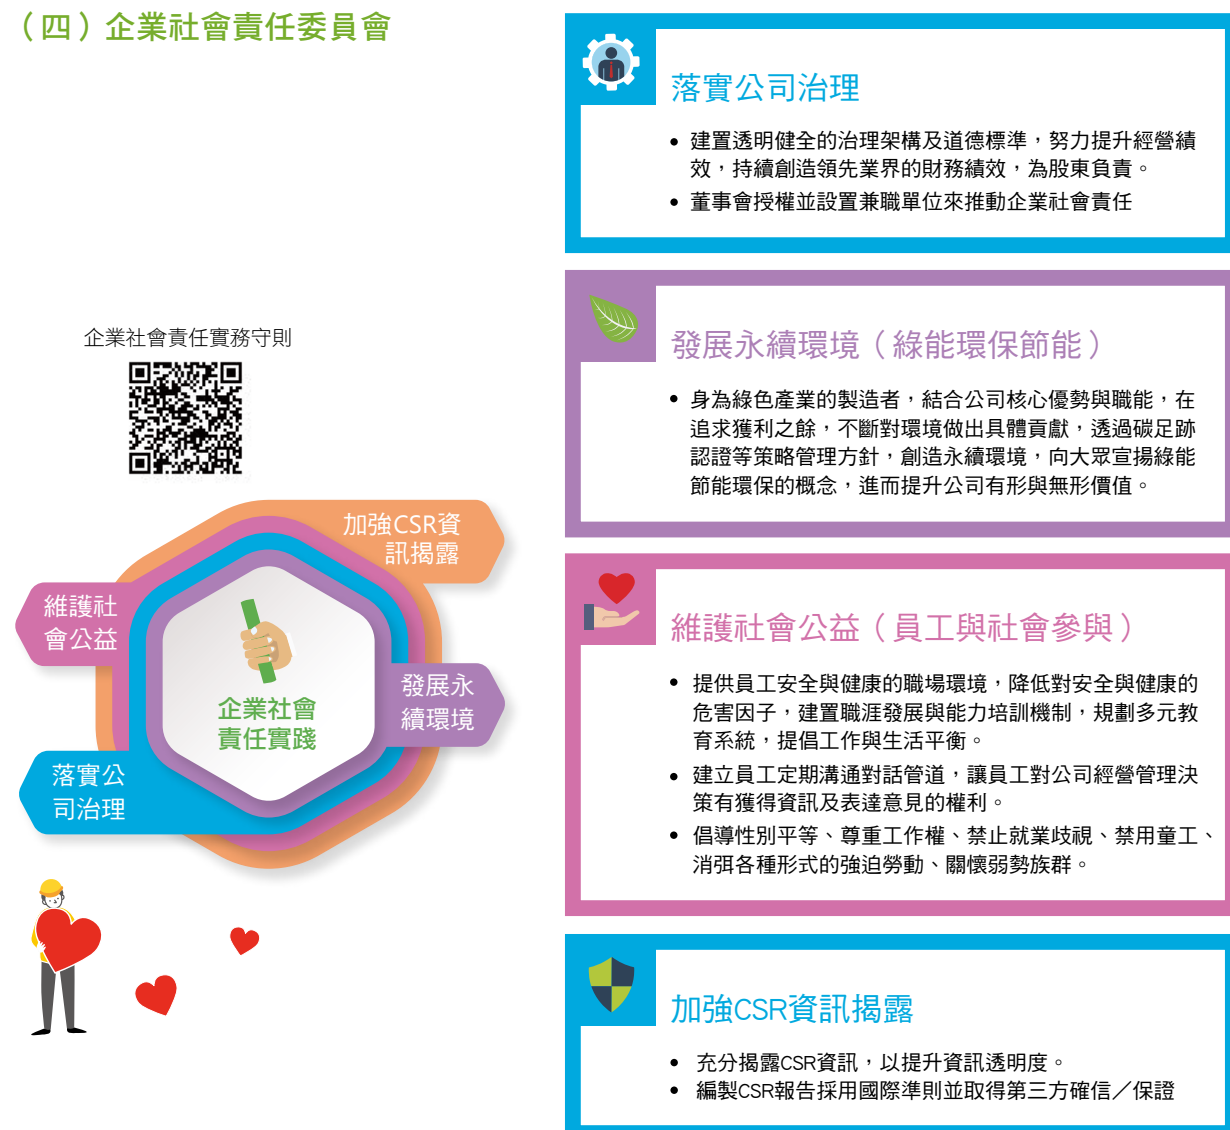 （四）企業社會責任委員會
企業社會責任實務守則
加強CSR資
訊揭露
維護社
會公益
發展永
續環境
企業社會
責任實踐
落實公
司治理
落實公司治理
• 建置透明健全的治理架構及道德標準，努力提升經營績
效，持續創造領先業界的財務績效，為股東負責。
• 董事會授權並設置兼職單位來推動企業社會責任
發展永續環境（綠能環保節能）
• 身為綠色產業的製造者，結合公司核心優勢與職能，在
追求獲利之餘，不斷對環境做出具體貢獻，透過碳足跡
認證等策略管理方針，創造永續環境，向大眾宣揚綠能
節能環保的概念，進而提升公司有形與無形價值。
維護社會公益（員工與社會參與）
• 提供員工安全與健康的職場環境，降低對安全與健康的
危害因子，建置職涯發展與能力培訓機制，規劃多元教
育系統，提倡工作與生活平衡。
• 建立員工定期溝通對話管道，讓員工對公司經營管理決
策有獲得資訊及表達意見的權利。
• 倡導性別平等、尊重工作權、禁止就業歧視、禁用童工、
消弭各種形式的強迫勞動、關懷弱勢族群。
加強CSR資訊揭露
• 充分揭露CSR資訊，以提升資訊透明度。
• 編製CSR報告採用國際準則並取得第三方確信／保證